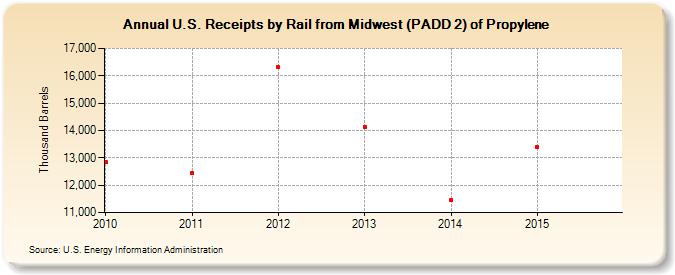 Annual U.S. Receipts by Rail from Midwest (PADD 2) of Propylene
Thousand Barrels
17,000
16,000
15,000
14,000
13,000
12,000
11,000
2010 2011 2012 2013 2014 2015
Source: U.S. Energy Information Administration